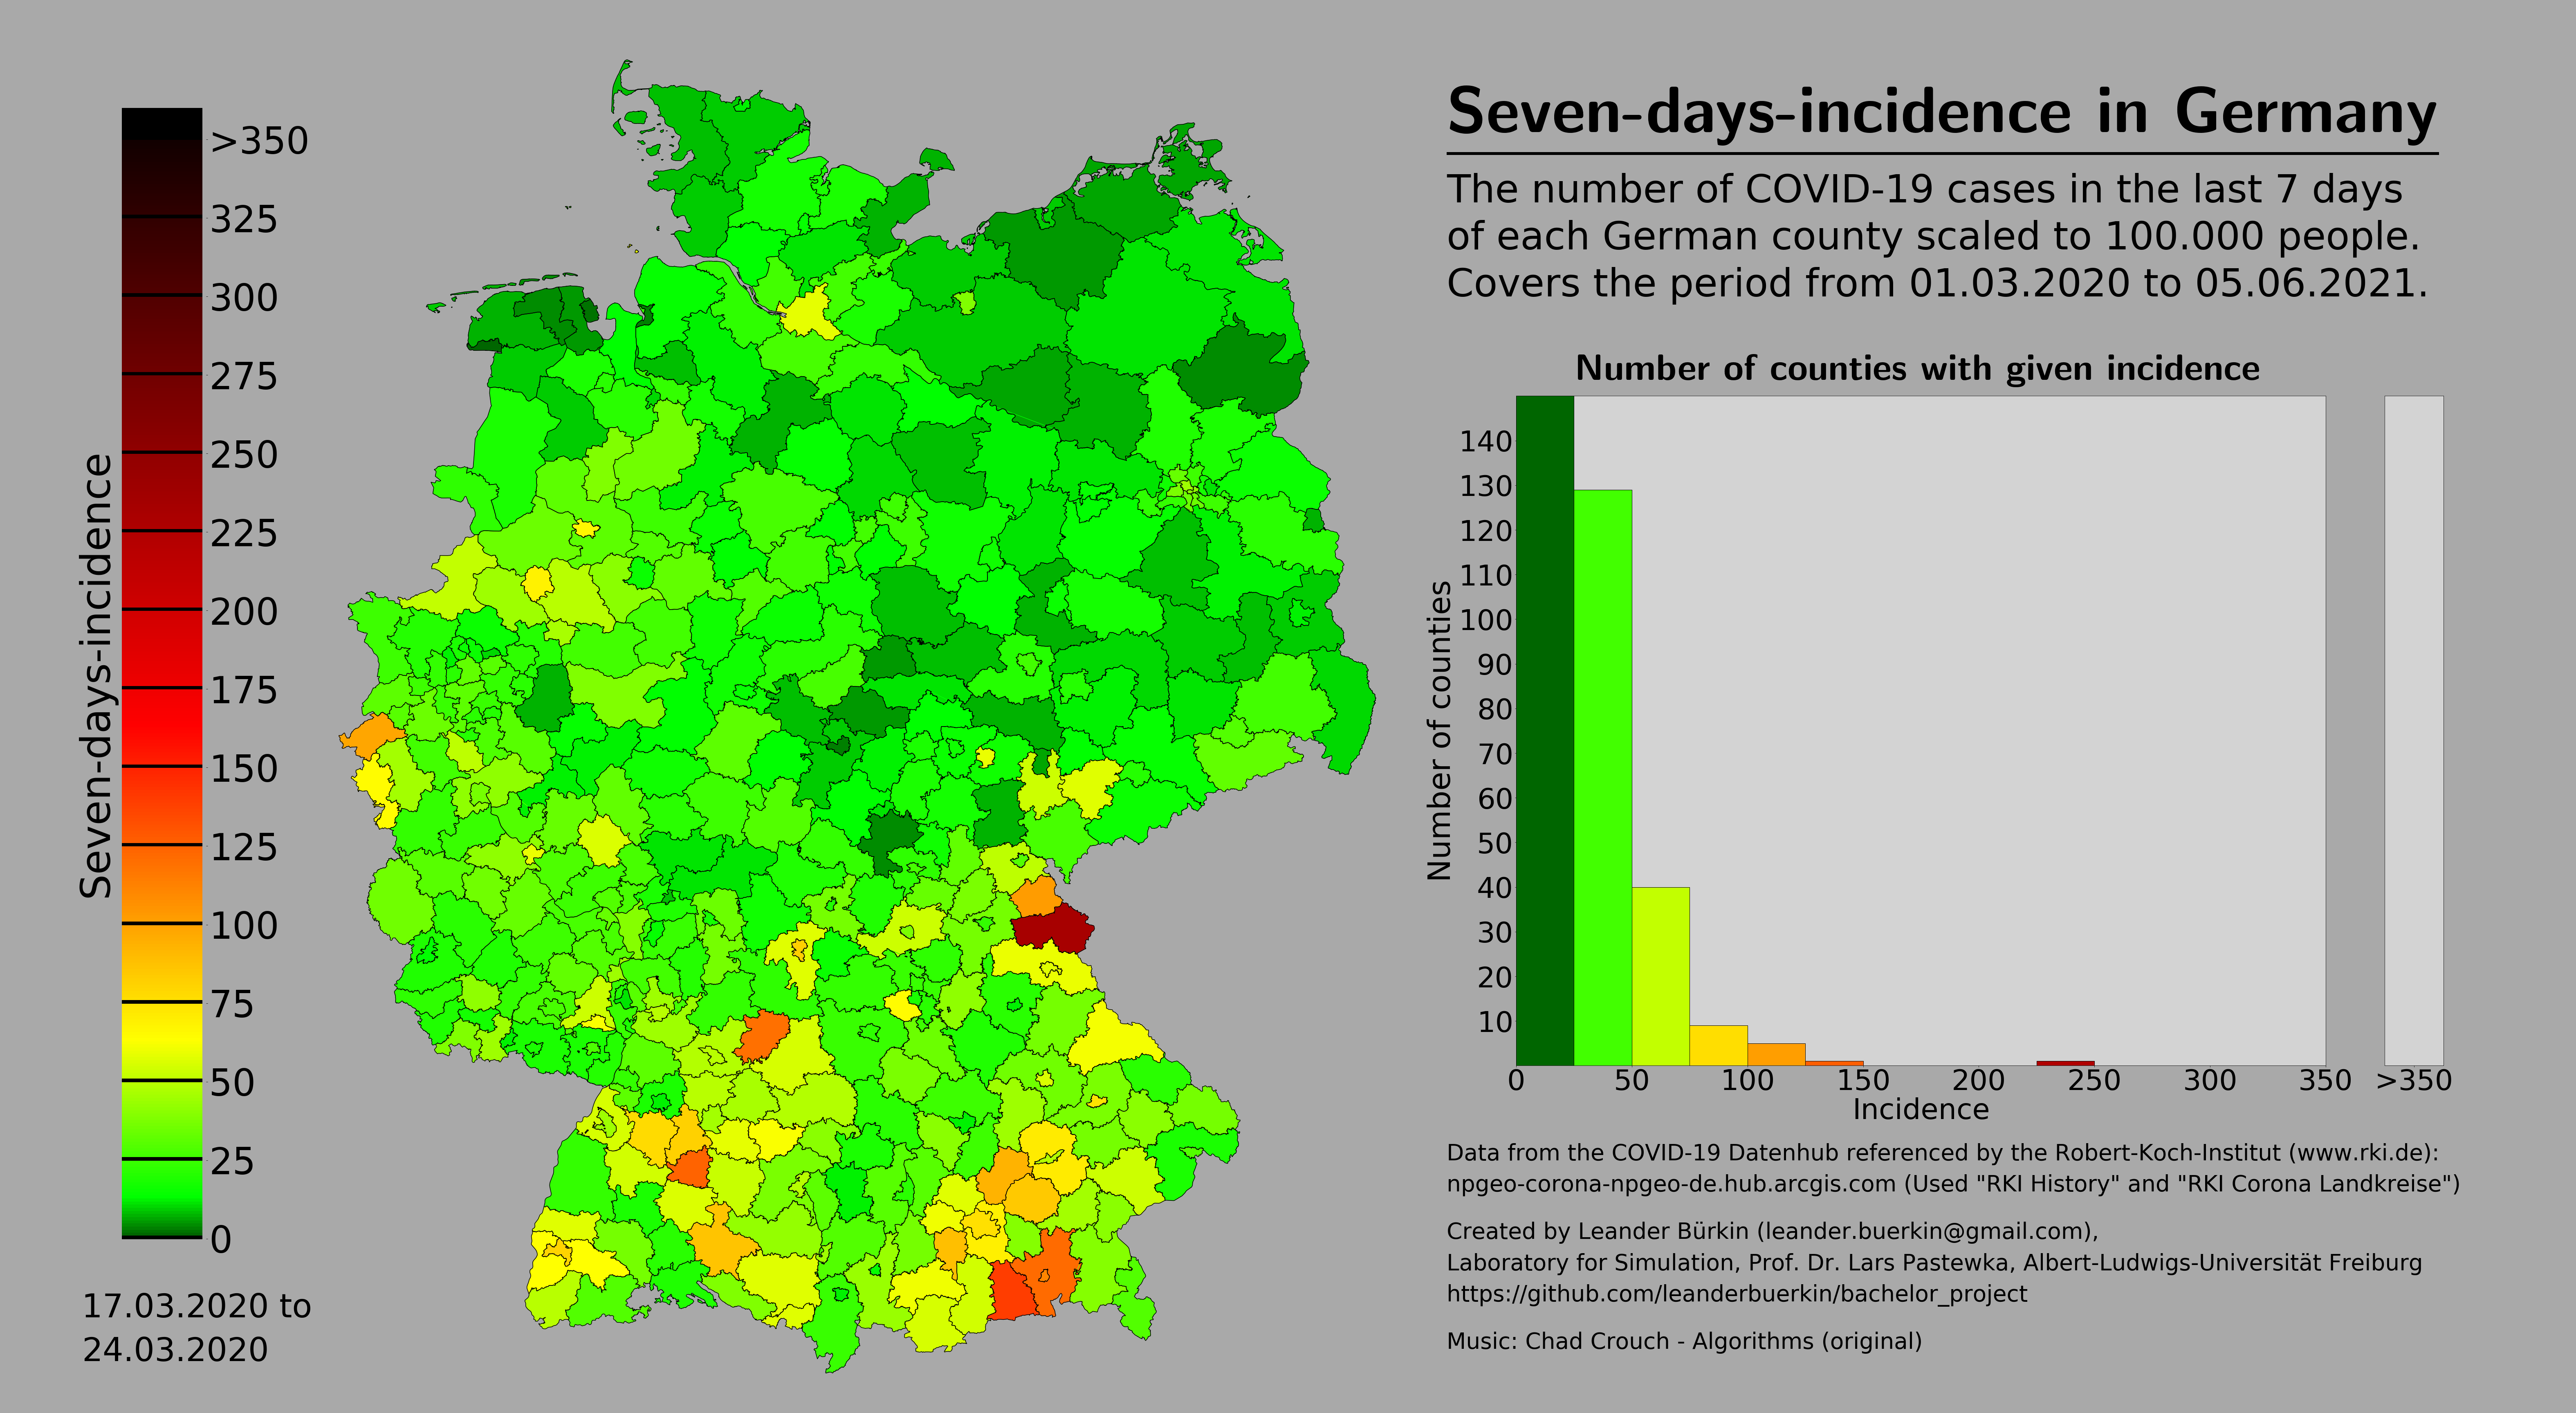 Seven-days-incidence in Germany
The number of COVID-19 cases in the last 7 days
of each German county scaled to 100.000 people.
Covers the period from 01.03.2020 to 05.06.2021.
Seven-days-incidence
>350
325
300
275
250
225
200
175
150
125
100
75
50
25
0
17.03.2020 to
24.03.2020
Number of counties with given incidence
Number of counties
140
130
120
110
100
90
80
70
60
50
40
30
20
10
0 50 100 150 200 250 300 350 >350
Incidence
Data from the COVID-19 Datenhub referenced by the Robert-Koch-Institut (www.rki.de):
npgeo-corona-npgeo-de.hub.arcgis.com (Used "RKI History" and "RKI Corona Landkreise")
Created by Leander Bürkin (leander.buerkin@gmail.com),
Laboratory for Simulation, Prof. Dr. Lars Pastewka, Albert-Ludwigs-Universität Freiburg
https://github.com/leanderbuerkin/bachelor_project
Music: Chad Crouch - Algorithms (original)